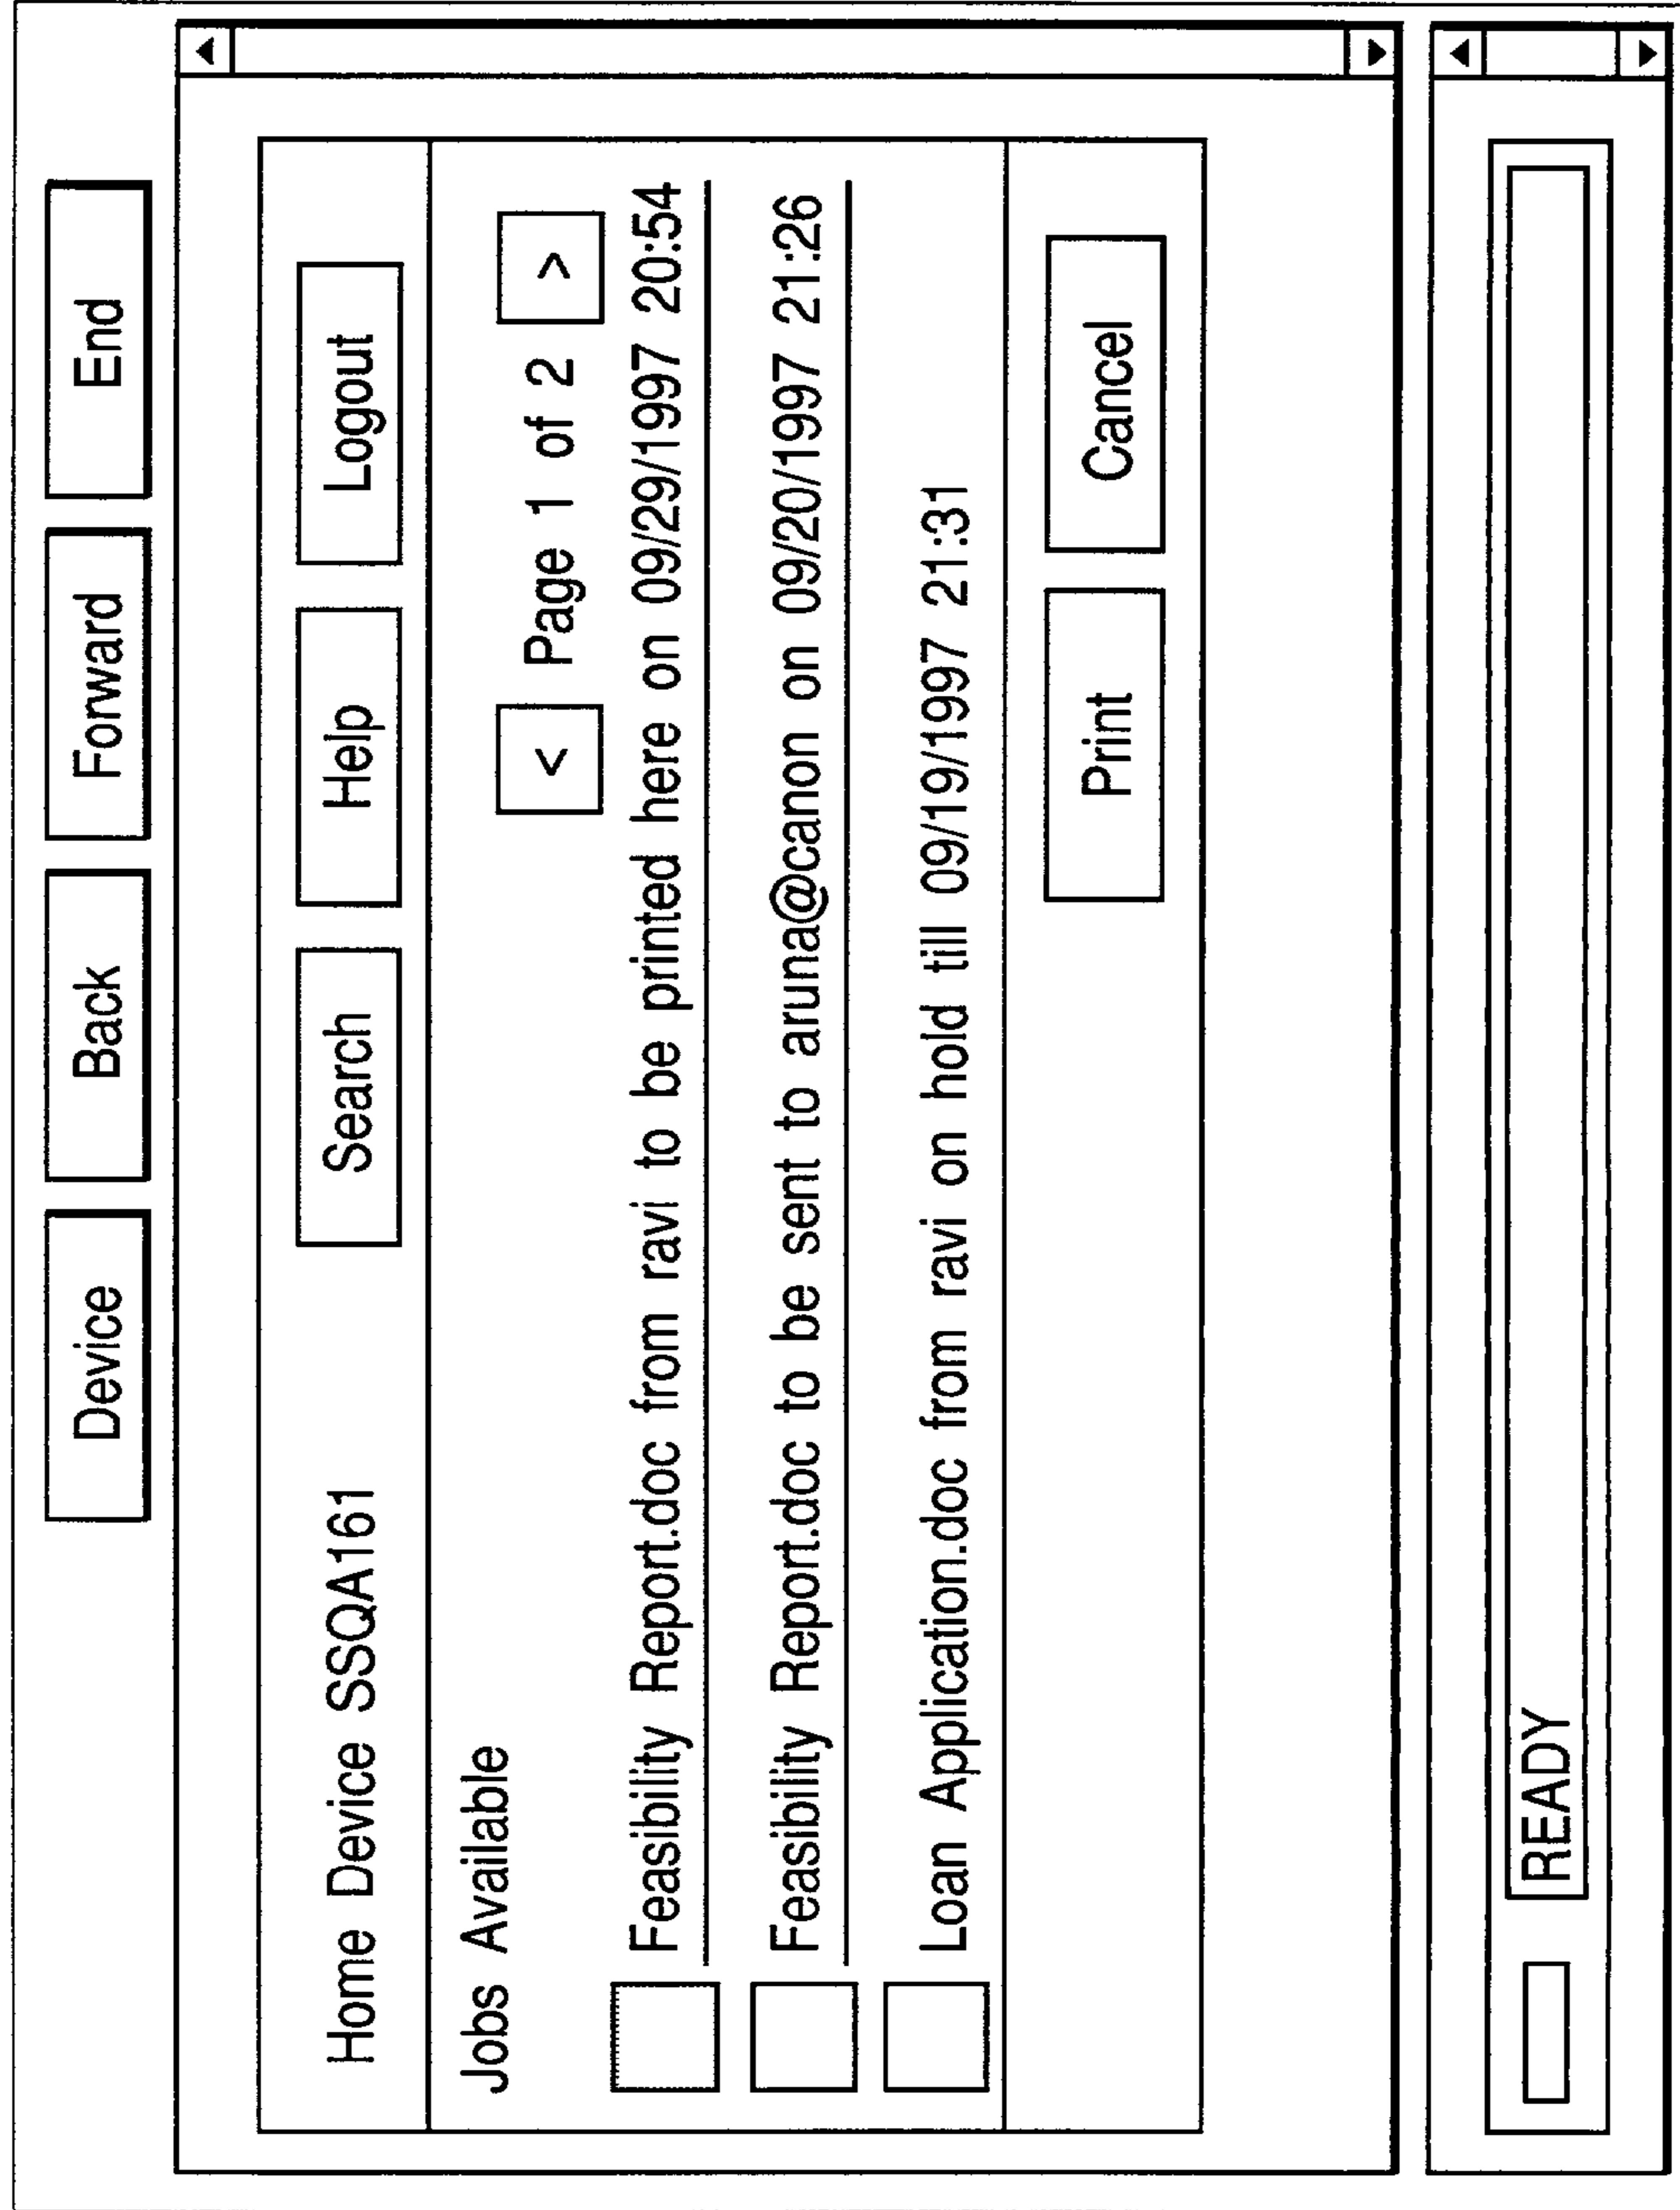 Device Back Forward End
Home Device SSQA161 Search Help Logout
Jobs Available
< Page 1 of 2 >
Feasibility Report.doc from ravi to be printed here on 09/29/1997 20:54
Feasibility Report.doc to be sent to aruna@canon on 09/20/1997 21:26
Loan Application.doc from ravi on hold till 09/19/1997 21:31
Print Cancel
READY